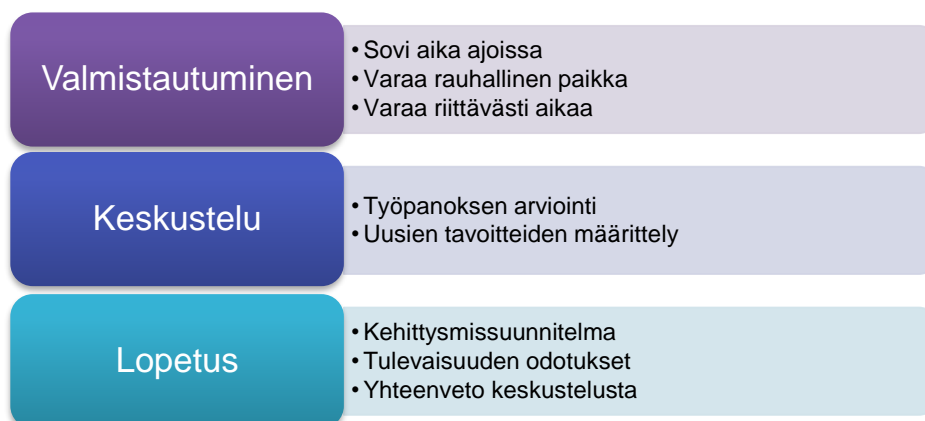 Valmistautuminen
• Sovi aika ajoissa
• Varaa rauhallinen paikka
• Varaa riittävästi aikaa
Keskustelu
• Työpanoksen arviointi
• Uusien tavoitteiden määrittely
Lopetus
• Kehittysmissuunnitelma
• Tulevaisuuden odotukset
• Yhteenveto keskustelusta